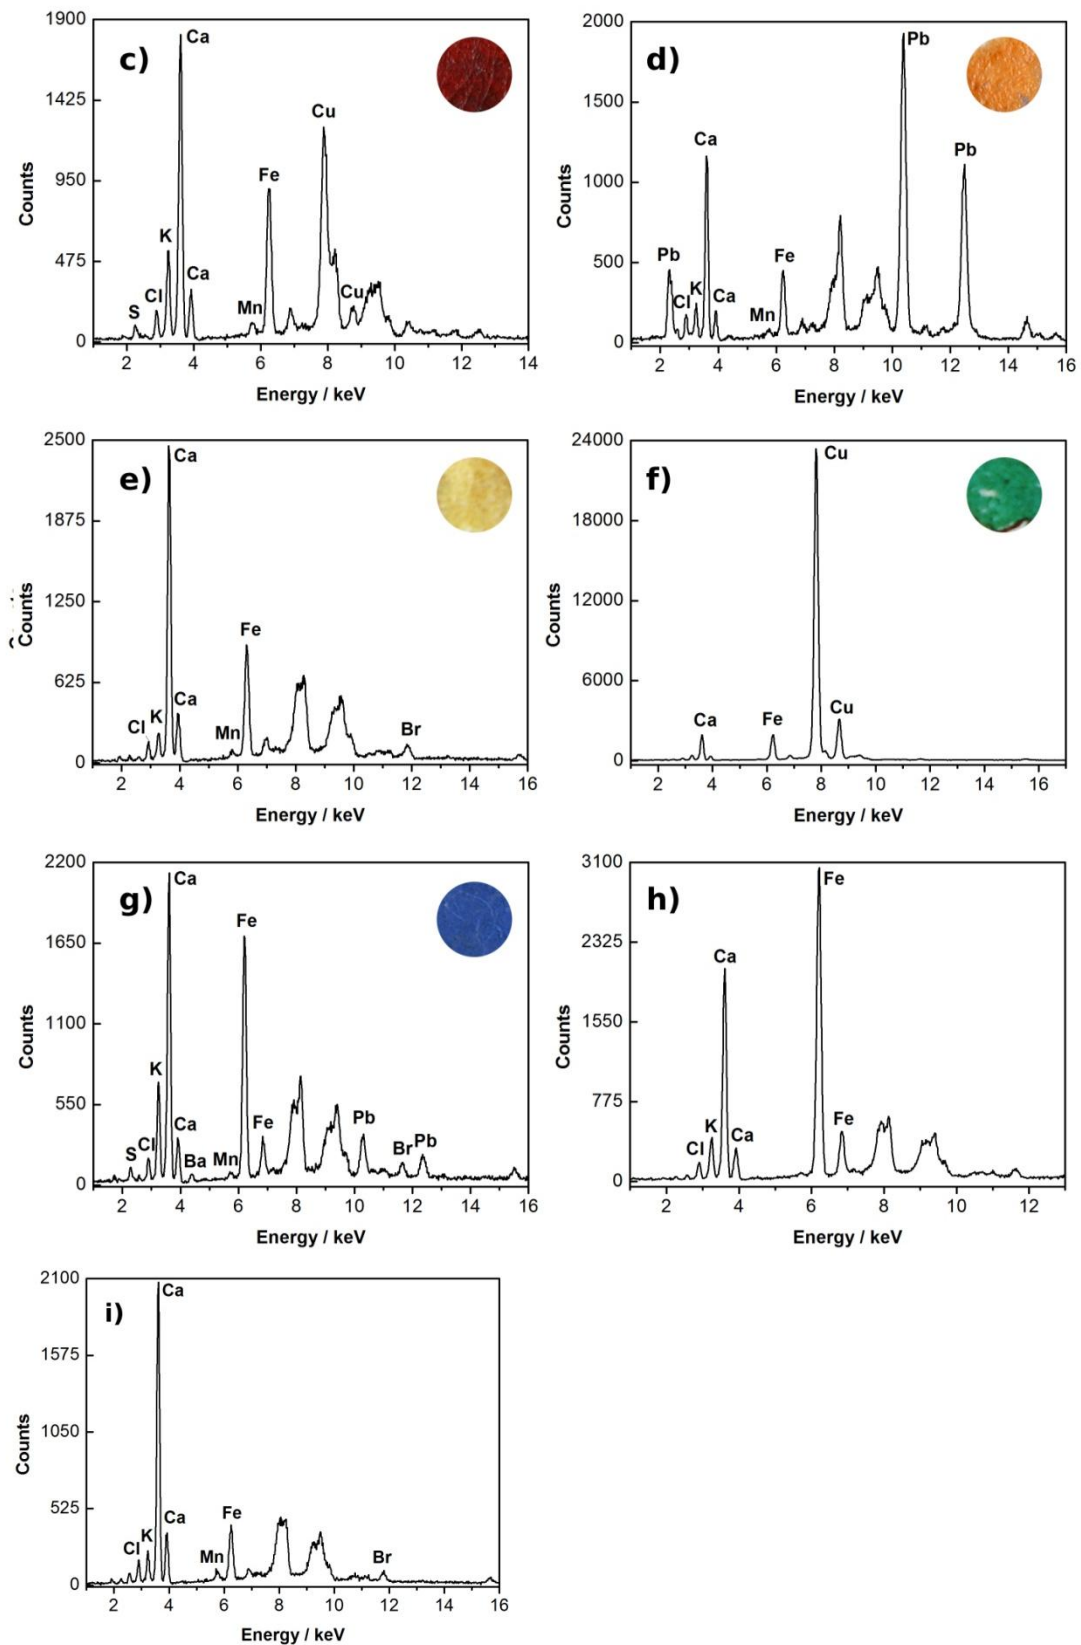 c)
1900
1425
950
475
0
Counts
S
Cl
K
Ca
Ca
Mn
Fe
Cu
Cu
2 4 6 8 10 12 14
Energy / keV
d)
2000
1500
1000
500
0
Counts
Pb
Cl
K
Ca
Ca
Mn
Fe
Pb
Pb
2 4 6 8 10 12 14 16
Energy / keV
e)
2500
1875
1250
625
0
Counts
Cl
K
Ca
Ca
Mn
Fe
Br
2 4 6 8 10 12 14 16
Energy / keV
f)
24000
18000
12000
6000
0
Counts
Ca
Fe
Cu
Cu
2 4 6 8 10 12 14 16
Energy / keV
g)
2200
1650
1100
550
0
Counts
S
Cl
K
Ca
Ca
Ba
Mn
Fe
Fe
Pb
Br
Pb
2 4 6 8 10 12 14 16
Energy / keV
h)
3100
2325
1550
775
0
Counts
Cl
K
Ca
Ca
Fe
Fe
2 4 6 8 10 12
Energy / keV
i)
2100
1575
1050
525
0
Counts
Cl
K
Ca
Ca
Mn
Fe
Br
2 4 6 8 10 12 14 16
Energy / keV